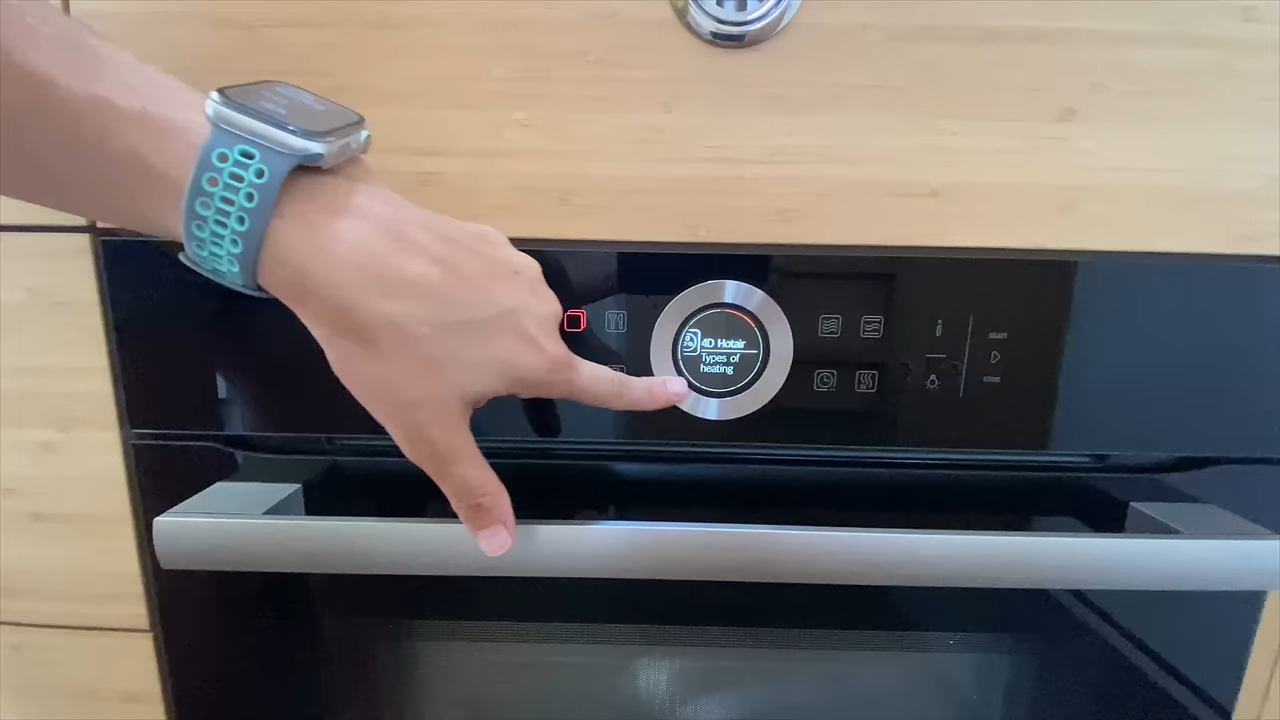 4D Hotair
Types of
heating
start
stop